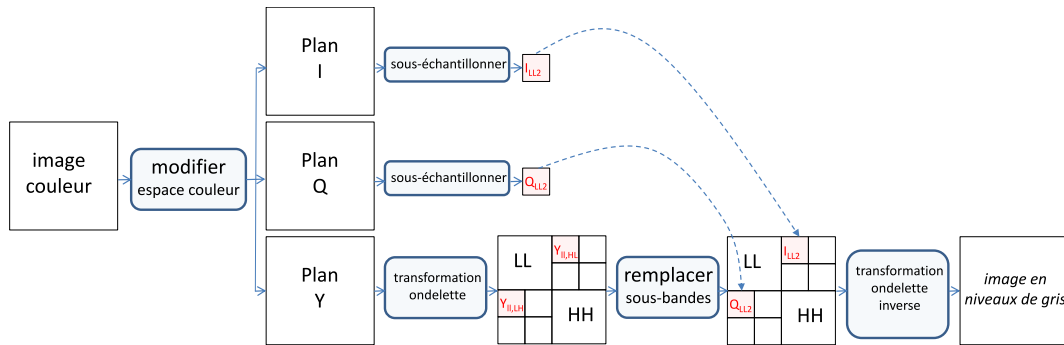 Plan
I
sous-échantillonner
I_LL2
image
couleur
modifier
espace couleur
Plan
Q
sous-échantillonner
Q_LL2
Plan
Y
transformation
ondelette
LL
Y_ll,HL
Y_ll,LH
HH
remplacer
sous-bandes
LL
I_LL2
Q_LL2
HH
transformation
ondelette
inverse
image en
niveaux de gris